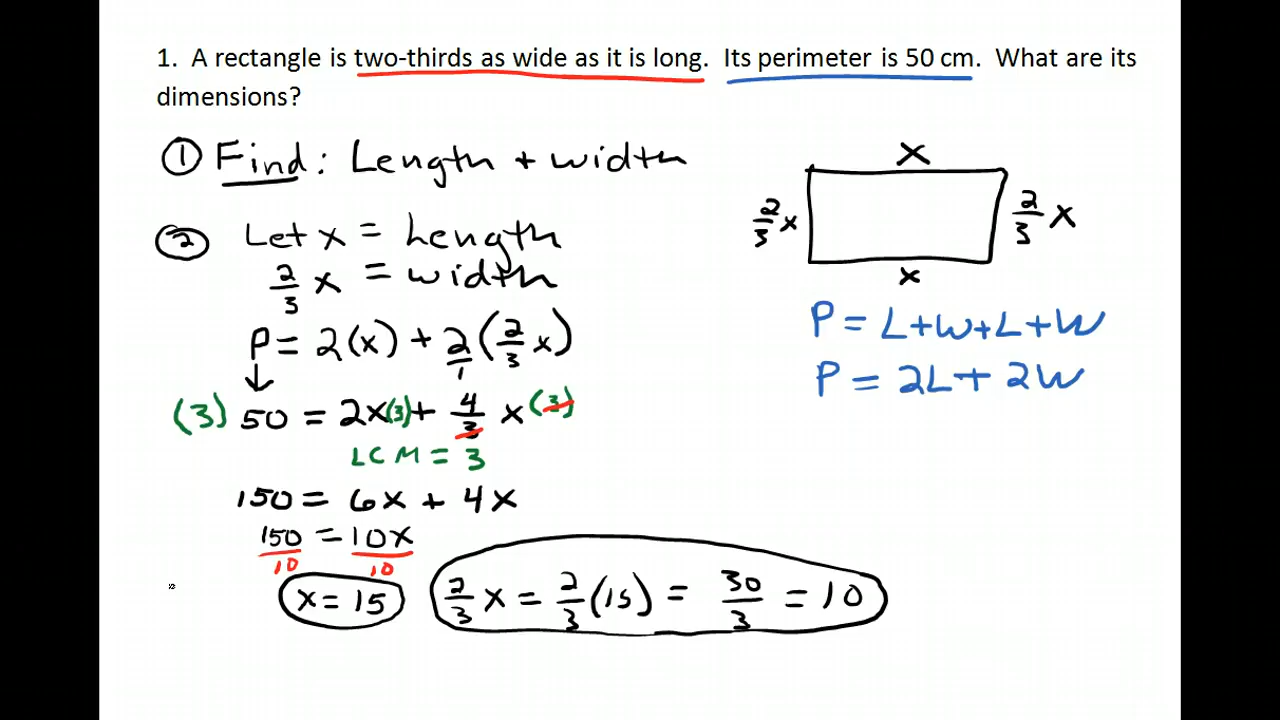 1. A rectangle is two-thirds as wide as it is long. Its perimeter is 50 cm. What are its
dimensions?
① Find: Length + width
② Let x = Length
2/3 x = width
P = 2(x) + 2/1 (2/3 x)
(3) 50 = 2x(3) + 4/3 x (3)
LCM = 3
150 = 6x + 4x
150/10 = 10x/10
x = 15
2/3 x = 2/3 (15) = 30/3 = 10
x
2/3 x
2/3 x
x
P = L+W+L+W
P = 2L + 2W